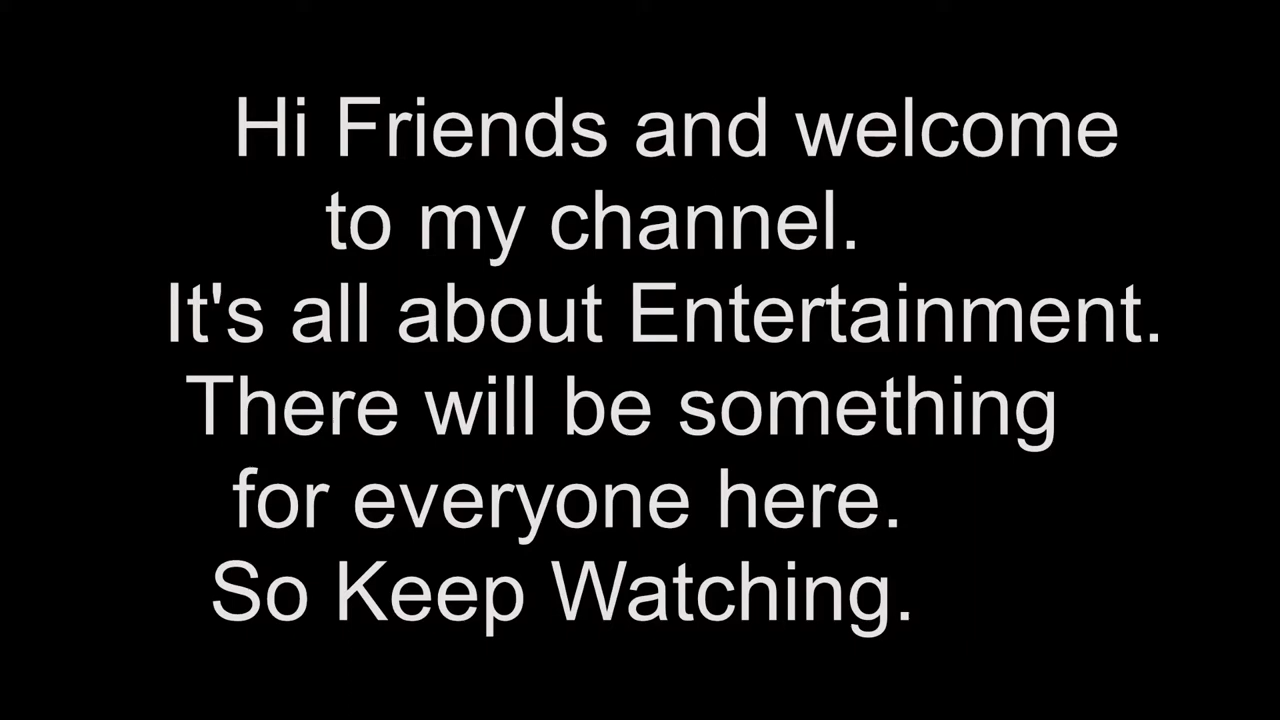 Hi Friends and welcome
to my channel.
It's all about Entertainment.
There will be something
for everyone here.
So Keep Watching.